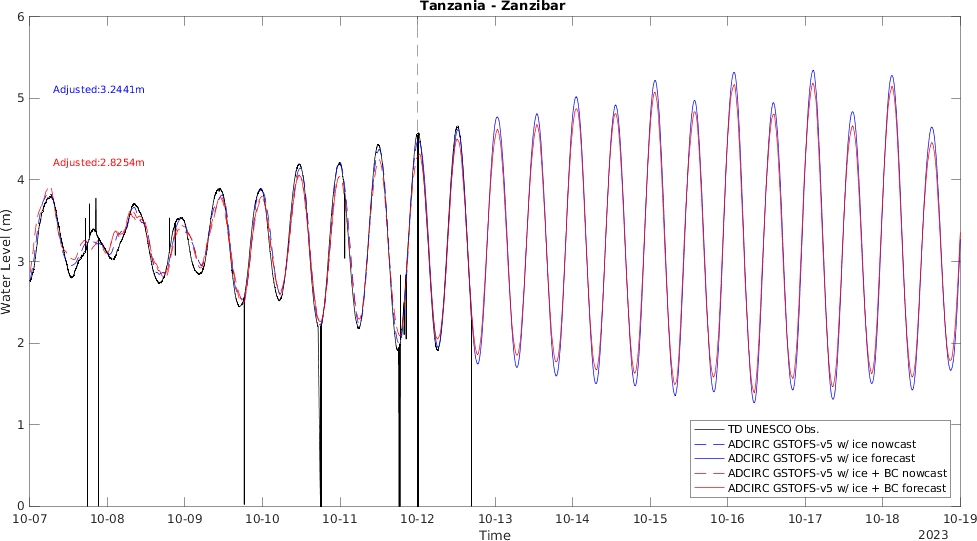 Tanzania - Zanzibar
6
5
4
3
2
1
0
Water Level (m)
Adjusted:3.2441m
Adjusted:2.8254m
TD UNESCO Obs.
ADCIRC GSTOFS-v5 w/ ice nowcast
ADCIRC GSTOFS-v5 w/ ice forecast
ADCIRC GSTOFS-v5 w/ ice + BC nowcast
ADCIRC GSTOFS-v5 w/ ice + BC forecast
10-07 10-08 10-09 10-10 10-11 10-12 10-13 10-14 10-15 10-16 10-17 10-18 10-19
Time
2023